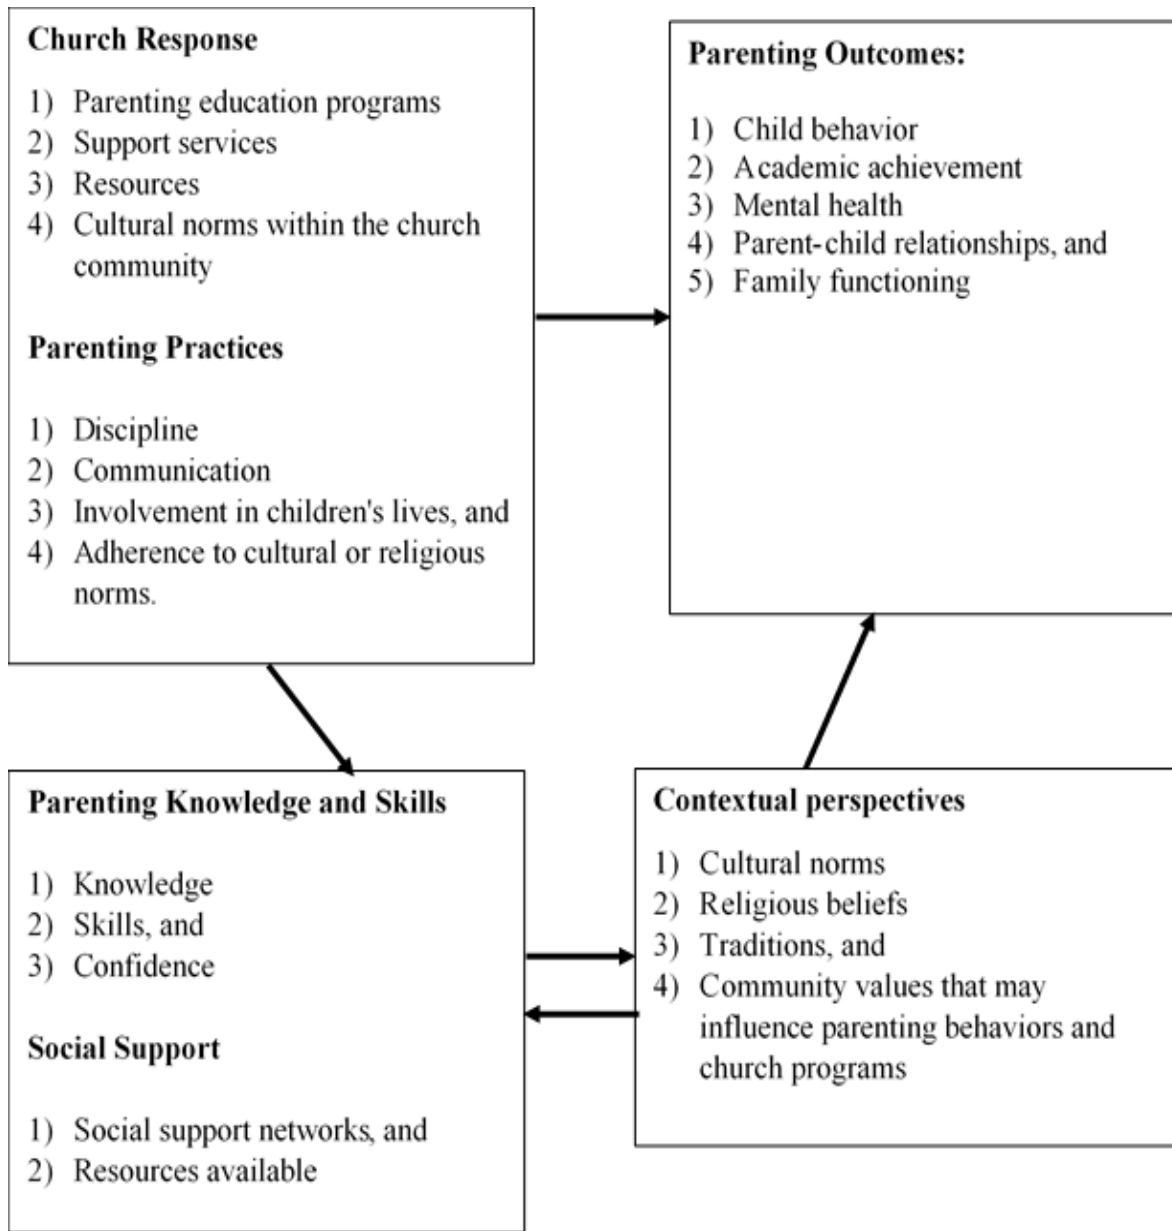 Church Response
1) Parenting education programs
2) Support services
3) Resources
4) Cultural norms within the church
community
Parenting Practices
1) Discipline
2) Communication
3) Involvement in children's lives, and
4) Adherence to cultural or religious
norms.
Parenting Outcomes:
1) Child behavior
2) Academic achievement
3) Mental health
4) Parent-child relationships, and
5) Family functioning
Parenting Knowledge and Skills
1) Knowledge
2) Skills, and
3) Confidence
Social Support
1) Social support networks, and
2) Resources available
Contextual perspectives
1) Cultural norms
2) Religious beliefs
3) Traditions, and
4) Community values that may
influence parenting behaviors and
church programs